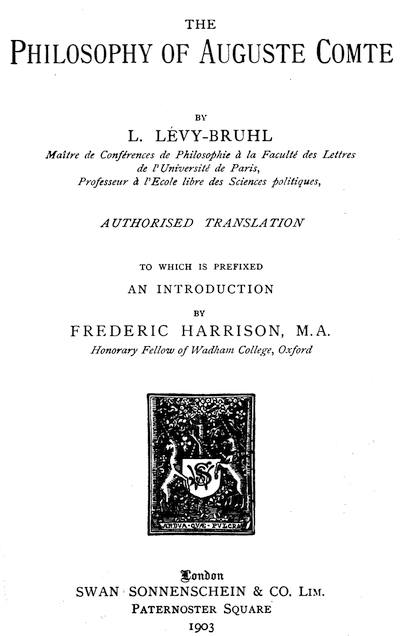 THE
PHILOSOPHY OF AUGUSTE COMTE
BY
L. LÉVY-BRUHL
Maître de Conférences de Philosophie à la Faculté des Lettres
de l'Université de Paris,
Professeur à l'Ecole libre des Sciences politiques,
AUTHORISED TRANSLATION
TO WHICH IS PREFIXED
AN INTRODUCTION
BY
FREDERIC HARRISON, M.A.
Honorary Fellow of Wadham College, Oxford
London
SWAN SONNENSCHEIN & CO. LIM.
PATERNOSTER SQUARE
1903